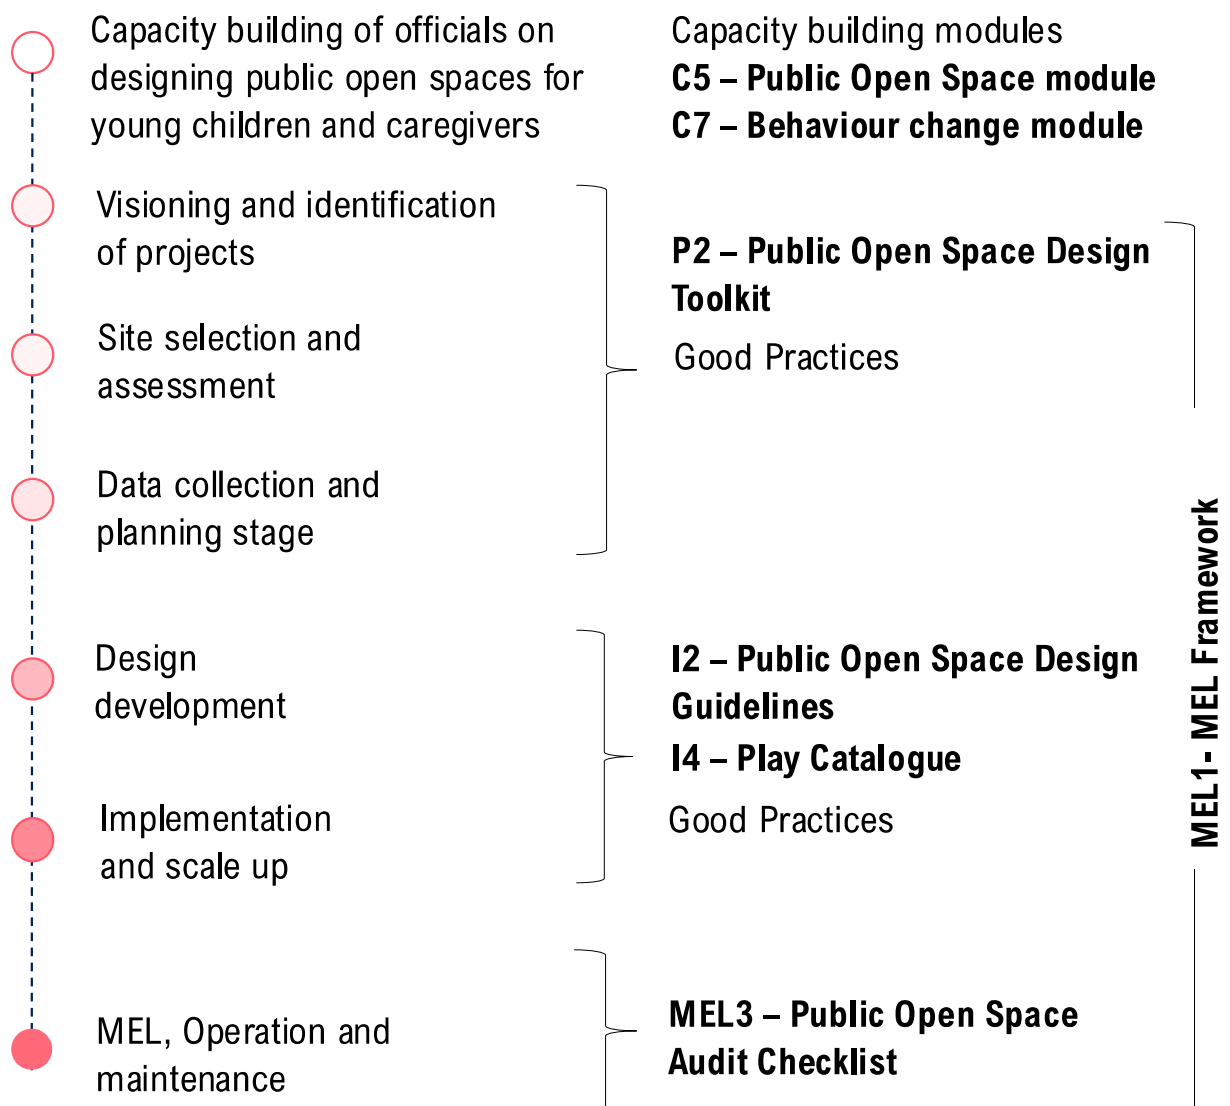 Capacity building of officials on
designing public open spaces for
young children and caregivers
Capacity building modules
C5 – Public Open Space module
C7 – Behaviour change module
Visioning and identification
of projects
Site selection and
assessment
Data collection and
planning stage
P2 – Public Open Space Design
Toolkit
Good Practices
Design
development
Implementation
and scale up
I2 – Public Open Space Design
Guidelines
I4 – Play Catalogue
Good Practices
MEL, Operation and
maintenance
MEL3 – Public Open Space
Audit Checklist
MEL1- MEL Framework